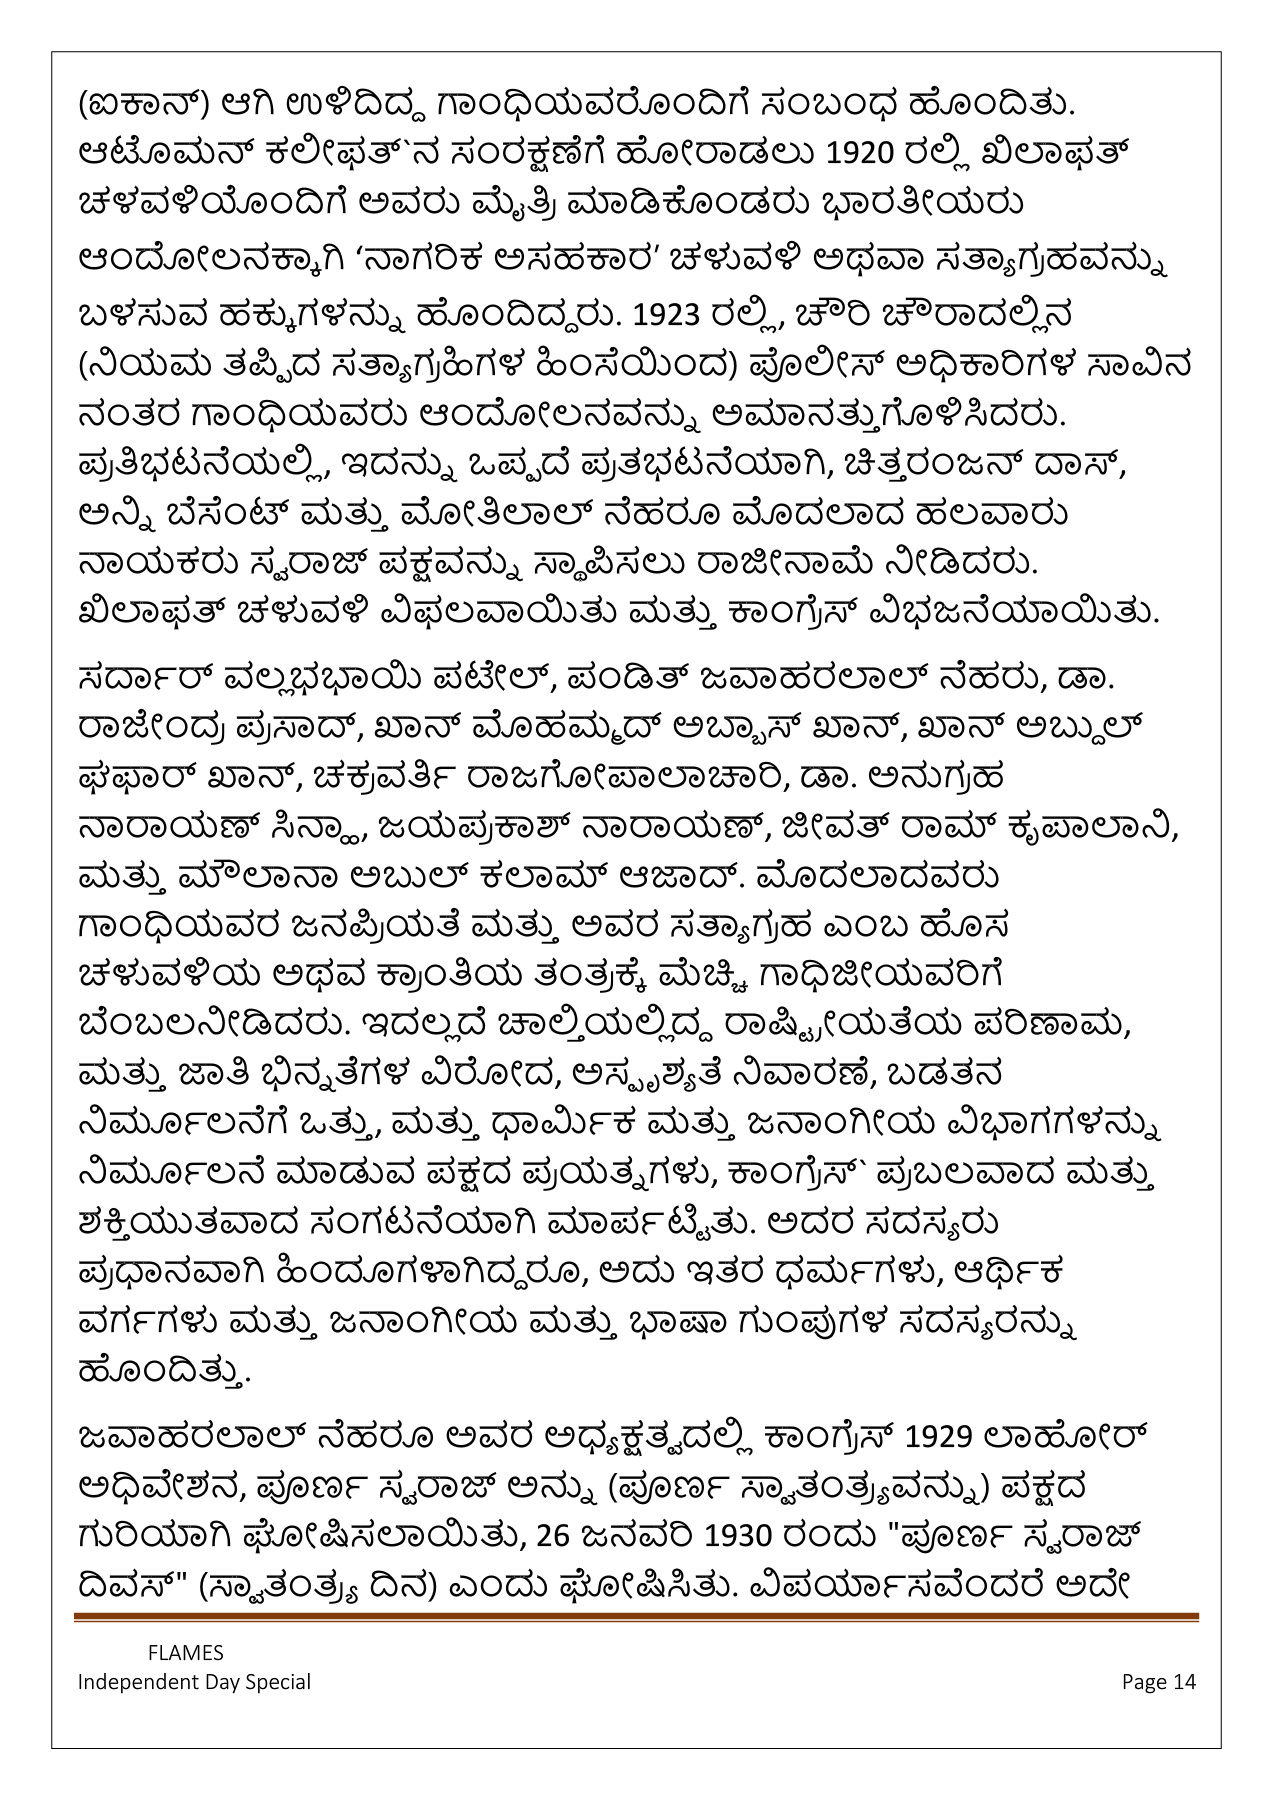 (ಐಕಾನ್) ಆಗಿ ಉಳಿದಿದ್ದ ಗಾಂಧಿಯವರೊಂದಿಗೆ ಸಂಬಂಧ ಹೊಂದಿತು.
ಆಟೊಮನ್ ಕಲೀಫತ್`ನ ಸಂರಕ್ಷಣೆಗೆ ಹೋರಾಡಲು 1920 ರಲ್ಲಿ ಖಿಲಾಫತ್
ಚಳವಳಿಯೊಂದಿಗೆ ಅವರು ಮೈತ್ರಿ ಮಾಡಿಕೊಂಡರು ಭಾರತೀಯರು
ಆಂದೋಲನಕ್ಕಾಗಿ 'ನಾಗರಿಕ ಅಸಹಕಾರ' ಚಳುವಳಿ ಅಥವಾ ಸತ್ಯಾಗ್ರಹವನ್ನು
ಬಳಸುವ ಹಕ್ಕುಗಳನ್ನು ಹೊಂದಿದ್ದರು. 1923 ರಲ್ಲಿ, ಚೌರಿ ಚೌರಾದಲ್ಲಿನ
(ನಿಯಮ ತಪ್ಪಿದ ಸತ್ಯಾಗ್ರಹಿಗಳ ಹಿಂಸೆಯಿಂದ) ಪೊಲೀಸ್ ಅಧಿಕಾರಿಗಳ ಸಾವಿನ
ನಂತರ ಗಾಂಧಿಯವರು ಆಂದೋಲನವನ್ನು ಅಮಾನತ್ತುಗೊಳಿಸಿದರು.
ಪ್ರತಿಭಟನೆಯಲ್ಲಿ, ಇದನ್ನು ಒಪ್ಪದೆ ಪ್ರತಭಟನೆಯಾಗಿ, ಚಿತ್ತರಂಜನ್ ದಾಸ್,
ಅನ್ನಿ ಬೆಸೆಂಟ್ ಮತ್ತು ಮೋತಿಲಾಲ್ ನೆಹರೂ ಮೊದಲಾದ ಹಲವಾರು
ನಾಯಕರು ಸ್ವರಾಜ್ ಪಕ್ಷವನ್ನು ಸ್ಥಾಪಿಸಲು ರಾಜೀನಾಮೆ ನೀಡಿದರು.
ಖಿಲಾಫತ್ ಚಳುವಳಿ ವಿಫಲವಾಯಿತು ಮತ್ತು ಕಾಂಗ್ರೆಸ್ ವಿಭಜನೆಯಾಯಿತು.
ಸರ್ದಾರ್ ವಲ್ಲಭಭಾಯಿ ಪಟೇಲ್, ಪಂಡಿತ್ ಜವಾಹರಲಾಲ್ ನೆಹರು, ಡಾ.
ರಾಜೇಂದ್ರ ಪ್ರಸಾದ್, ಖಾನ್ ಮೊಹಮ್ಮದ್ ಅಬ್ಬಾಸ್ ಖಾನ್, ಖಾನ್ ಅಬ್ದುಲ್
ಘಫಾರ್ ಖಾನ್, ಚಕ್ರವರ್ತಿ ರಾಜಗೋಪಾಲಾಚಾರಿ, ಡಾ. ಅನುಗ್ರಹ
ನಾರಾಯಣ್ ಸಿನ್ಹಾ, ಜಯಪ್ರಕಾಶ್ ನಾರಾಯಣ್, ಜೀವತ್ ರಾಮ್ ಕೃಪಾಲಾನಿ,
ಮತ್ತು ಮೌಲಾನಾ ಅಬುಲ್ ಕಲಾಮ್ ಆಜಾದ್. ಮೊದಲಾದವರು
ಗಾಂಧಿಯವರ ಜನಪ್ರಿಯತೆ ಮತ್ತು ಅವರ ಸತ್ಯಾಗ್ರಹ ಎಂಬ ಹೊಸ
ಚಳುವಳಿಯ ಅಥವ ಕ್ರಾಂತಿಯ ತಂತ್ರಕ್ಕೆ ಮೆಚ್ಚಿ ಗಾಧಿಜೀಯವರಿಗೆ
ಬೆಂಬಲನೀಡಿದರು. ಇದಲ್ಲದೆ ಚಾಲ್ತಿಯಲ್ಲಿದ್ದ ರಾಷ್ಟ್ರೀಯತೆಯ ಪರಿಣಾಮ,
ಮತ್ತು ಜಾತಿ ಭಿನ್ನತೆಗಳ ವಿರೋದ, ಅಸ್ಪೃಶ್ಯತೆ ನಿವಾರಣೆ, ಬಡತನ
ನಿರ್ಮೂಲನೆಗೆ ಒತ್ತು, ಮತ್ತು ಧಾರ್ಮಿಕ ಮತ್ತು ಜನಾಂಗೀಯ ವಿಭಾಗಗಳನ್ನು
ನಿರ್ಮೂಲನೆ ಮಾಡುವ ಪಕ್ಷದ ಪ್ರಯತ್ನಗಳು, ಕಾಂಗ್ರೆಸ್` ಪ್ರಬಲವಾದ ಮತ್ತು
ಶಕ್ತಿಯುತವಾದ ಸಂಗಟನೆಯಾಗಿ ಮಾರ್ಪಟ್ಟಿತು. ಅದರ ಸದಸ್ಯರು
ಪ್ರಧಾನವಾಗಿ ಹಿಂದೂಗಳಾಗಿದ್ದರೂ, ಅದು ಇತರ ಧರ್ಮಗಳು, ಆರ್ಥಿಕ
ವರ್ಗಗಳು ಮತ್ತು ಜನಾಂಗೀಯ ಮತ್ತು ಭಾಷಾ ಗುಂಪುಗಳ ಸದಸ್ಯರನ್ನು
ಹೊಂದಿತ್ತು.
ಜವಾಹರಲಾಲ್ ನೆಹರೂ ಅವರ ಅಧ್ಯಕ್ಷತ್ವದಲ್ಲಿ ಕಾಂಗ್ರೆಸ್ 1929 ಲಾಹೋರ್
ಅಧಿವೇಶನ, ಪೂರ್ಣ ಸ್ವರಾಜ್ ಅನ್ನು (ಪೂರ್ಣ ಸ್ವಾತಂತ್ರ್ಯವನ್ನು) ಪಕ್ಷದ
ಗುರಿಯಾಗಿ ಘೋಷಿಸಲಾಯಿತು, 26 ಜನವರಿ 1930 ರಂದು "ಪೂರ್ಣ ಸ್ವರಾಜ್
ದಿವಸ್" (ಸ್ವಾತಂತ್ರ್ಯ ದಿನ) ಎಂದು ಘೋಷಿಸಿತು. ವಿಪರ್ಯಾಸವೆಂದರೆ ಅದೇ
FLAMES
Independent Day Special Page 14